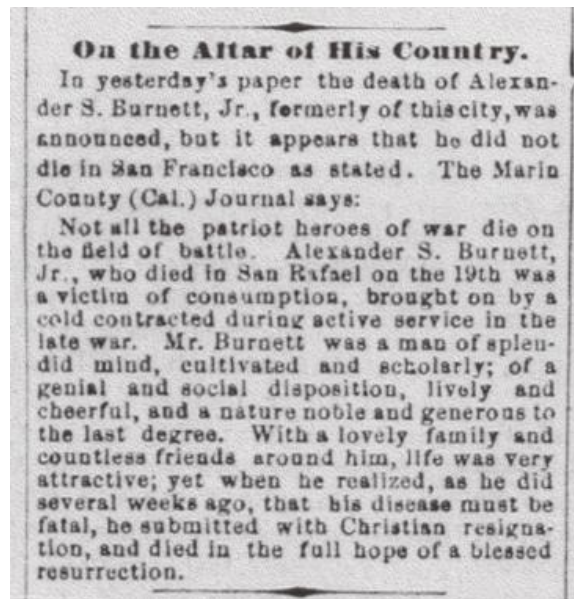 On the Altar of His Country.
In yesterday's paper the death of Alexan-
der S. Burnett, Jr., formerly of this city, was
announced, but it appears that he did not
die in San Francisco as stated. The Marin
County (Cal.) Journal says:
Not all the patriot heroes of war die on
the field of battle. Alexander S. Burnett,
Jr., who died in San Rafael on the 19th was
a victim of consumption, brought on by a
cold contracted during active service in the
late war. Mr. Burnett was a man of splen-
did mind, cultivated and scholarly; of a
genial and social disposition, lively and
cheerful, and a nature noble and generous to
the last degree. With a lovely family and
countless friends around him, life was very
attractive; yet when he realized, as he did
several weeks ago, that his disease must be
fatal, he submitted with Christian resigna-
tion, and died in the full hope of a blessed
resurrection.